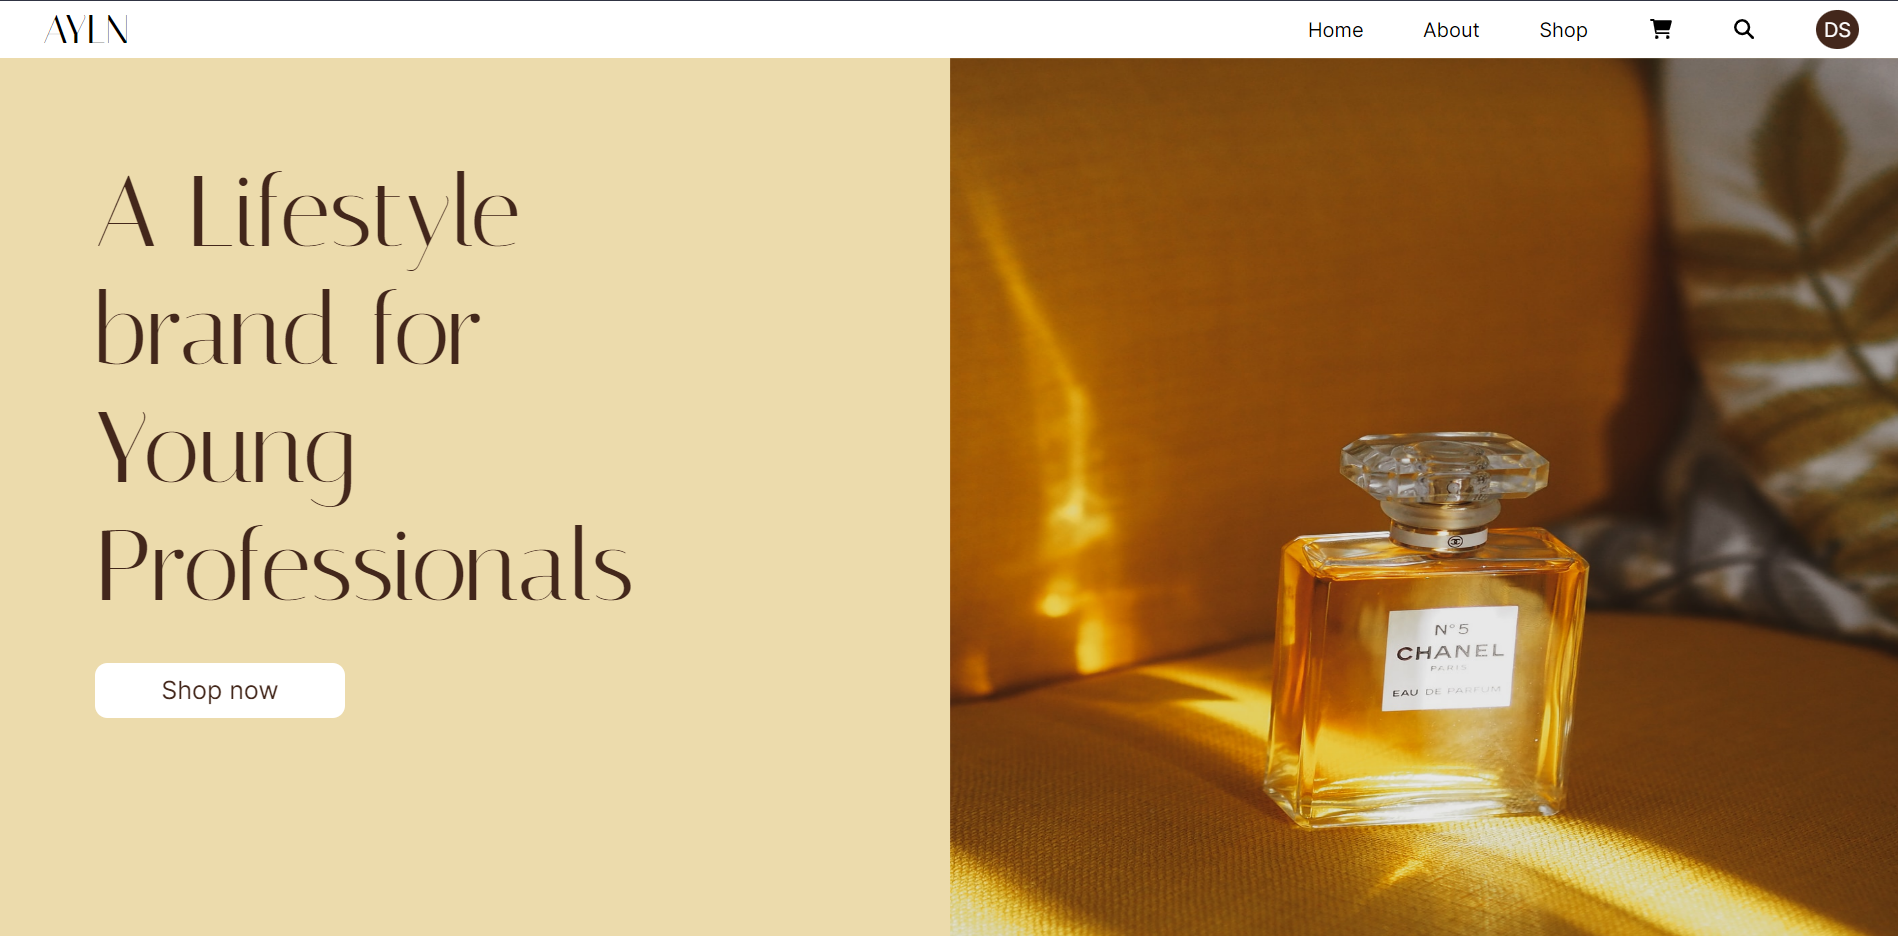 AYLN
Home About Shop DS
A Lifestyle
brand for
Young
Professionals
Shop now
N°5
CHANEL
PARIS
EAU DE PARFUM